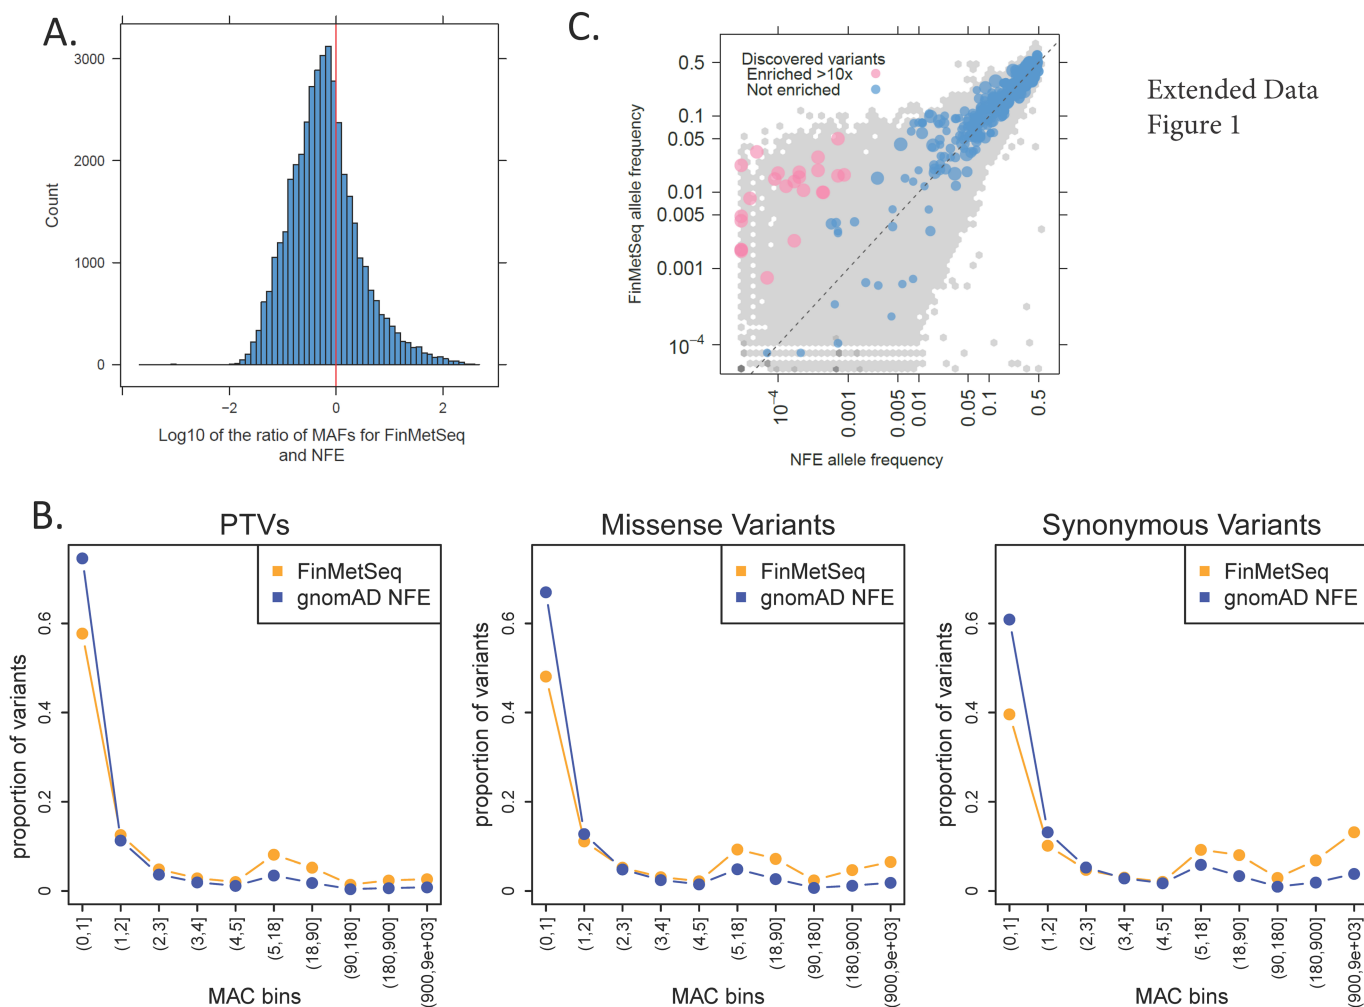 A.
3000
2000
1000
0
Count
−2
0
2
Log10 of the ratio of MAFs for FinMetSeq
and NFE
C.
Discovered variants
Enriched >10x
Not enriched
0.5
0.1
0.05
0.01
0.005
0.001
10⁻⁴
FinMetSeq allele frequency
10⁻⁴
0.001
0.005
0.01
0.05
0.1
0.5
NFE allele frequency
Extended Data
Figure 1
B.
PTVs
FinMetSeq
gnomAD NFE
0.6
0.4
0.2
0
proportion of variants
(0,1]
(1,2]
(2,3]
(3,4]
(4,5]
(5,18]
(18,90]
(90,180]
(180,900]
(900,9e+03]
MAC bins
Missense Variants
FinMetSeq
gnomAD NFE
0.6
0.4
0.2
0
proportion of variants
(0,1]
(1,2]
(2,3]
(3,4]
(4,5]
(5,18]
(18,90]
(90,180]
(180,900]
(900,9e+03]
MAC bins
Synonymous Variants
FinMetSeq
gnomAD NFE
0.6
0.4
0.2
0
proportion of variants
(0,1]
(1,2]
(2,3]
(3,4]
(4,5]
(5,18]
(18,90]
(90,180]
(180,900]
(900,9e+03]
MAC bins